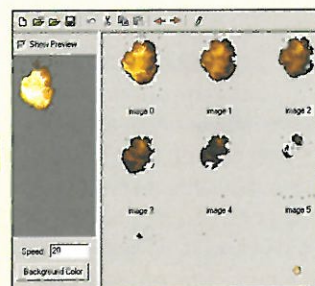 Show Preview
image 0 image 1 image 2
image 3 image 4 image 5
Speed: 20
Background Color